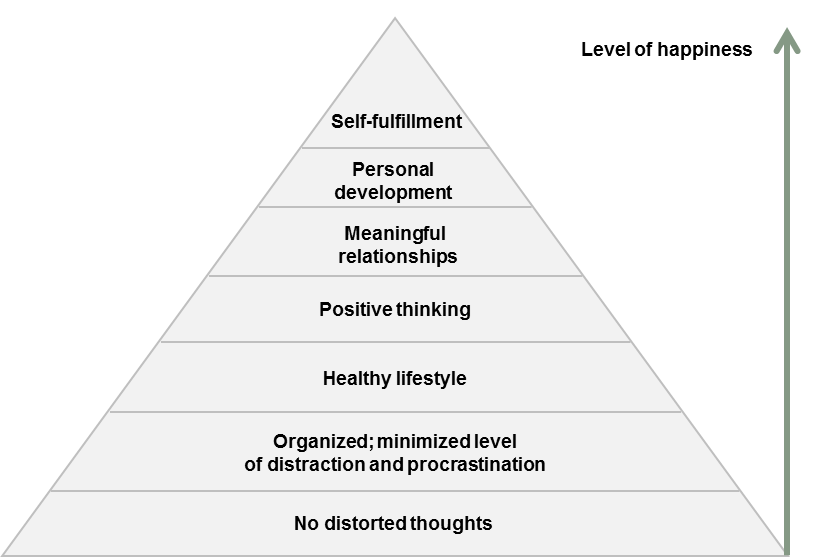 Level of happiness
Self-fulfillment
Personal
development
Meaningful
relationships
Positive thinking
Healthy lifestyle
Organized; minimized level
of distraction and procrastination
No distorted thoughts